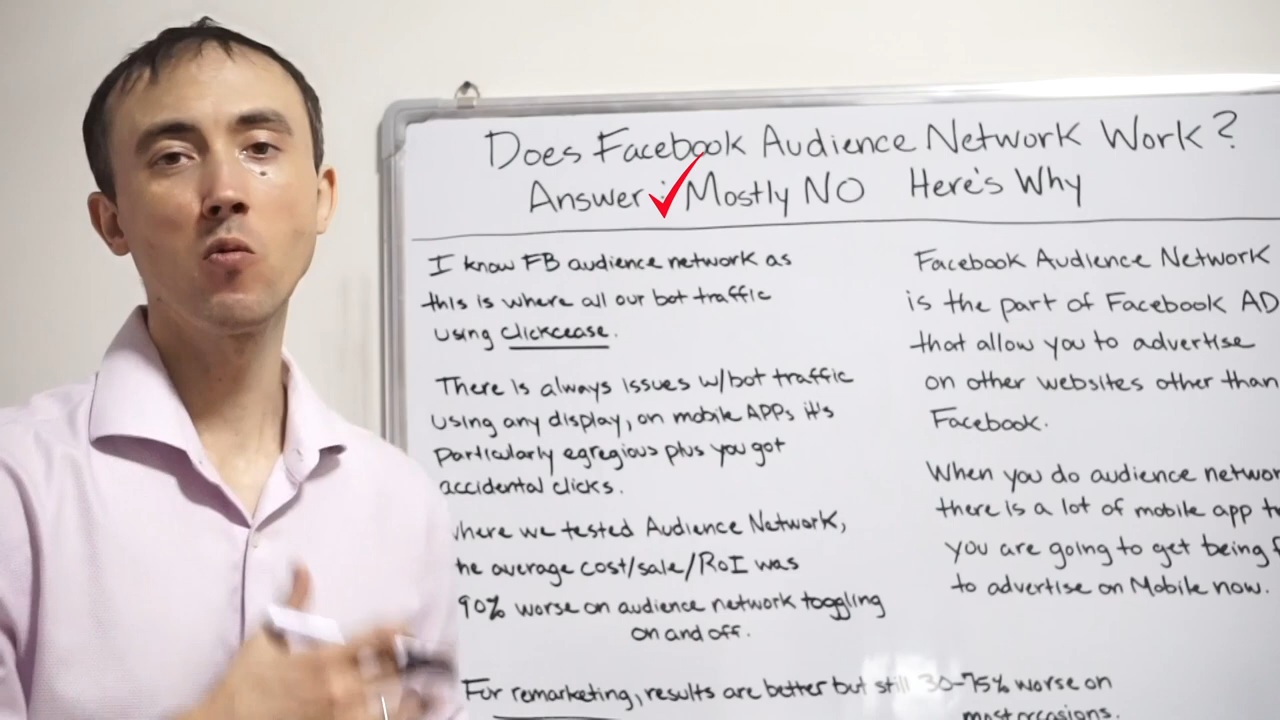 Does Facebook Audience Network Work?
Answer: Mostly NO Here's Why
I know FB audience network as
this is where all our bot traffic
using clickcease.
There is always issues w/bot traffic
using any display, on mobile APPs it's
particularly egregious plus you got
accidental clicks.
where we tested Audience Network,
he average cost/sale/RoI was
90% worse on audience network toggling
on and off.
For remarketing, results are better but still 30-75% worse on
most occasions.
Facebook Audience Network
is the part of Facebook AD
that allow you to advertise
on other websites other than
Facebook.
When you do audience networ
there is a lot of mobile app t
you are going to get being f
to advertise on Mobile now.